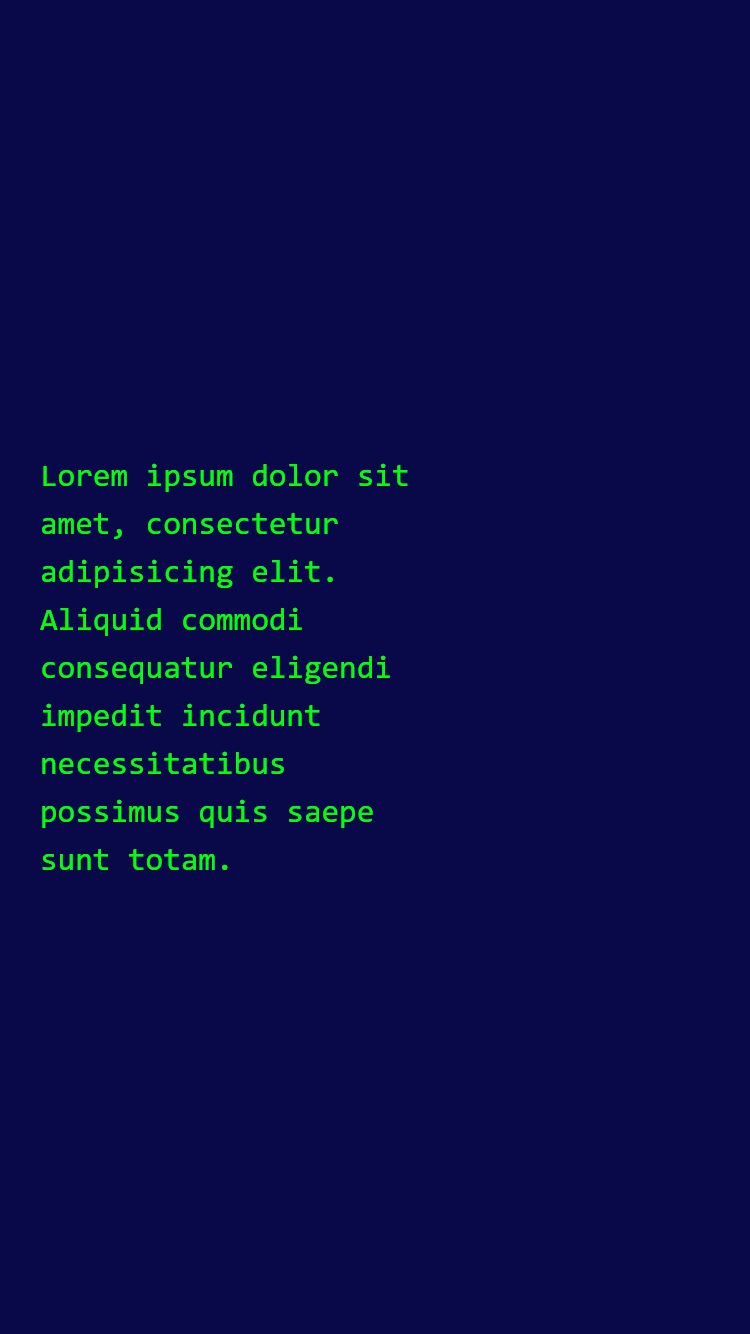 Lorem ipsum dolor sit
amet, consectetur
adipisicing elit.
Aliquid commodi
consequatur eligendi
impedit incidunt
necessitatibus
possimus quis saepe
sunt totam.